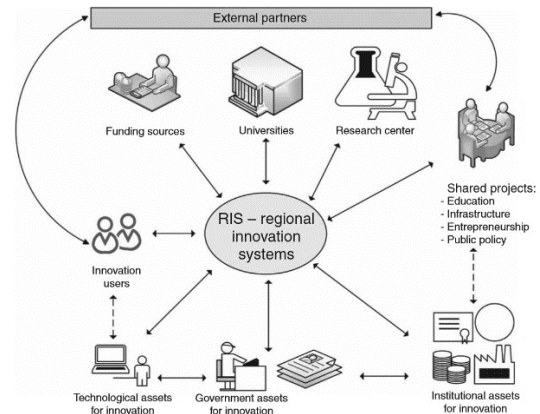 External partners
Funding sources
Universities
Research center
Shared projects:
- Education
- Infrastructure
- Entrepreneurship
- Public policy
RIS – regional
innovation
systems
Innovation
users
Technological assets
for innovation
Government assets
for innovation
Institutional assets
for innovation